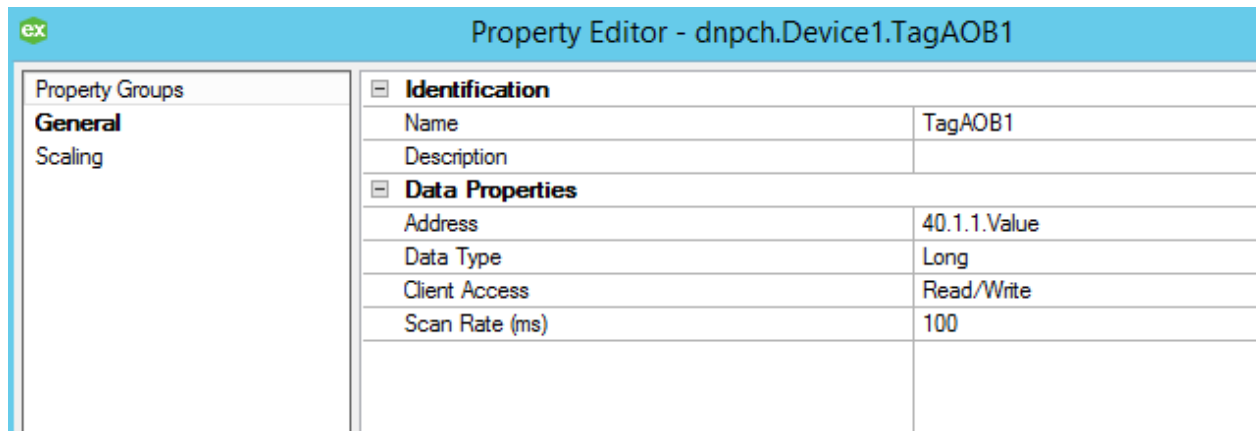 ex
Property Editor - dnpch.Device1.TagAOB1
Property Groups
General
Scaling
Identification
Name TagAOB1
Description
Data Properties
Address 40.1.1.Value
Data Type Long
Client Access Read/Write
Scan Rate (ms) 100